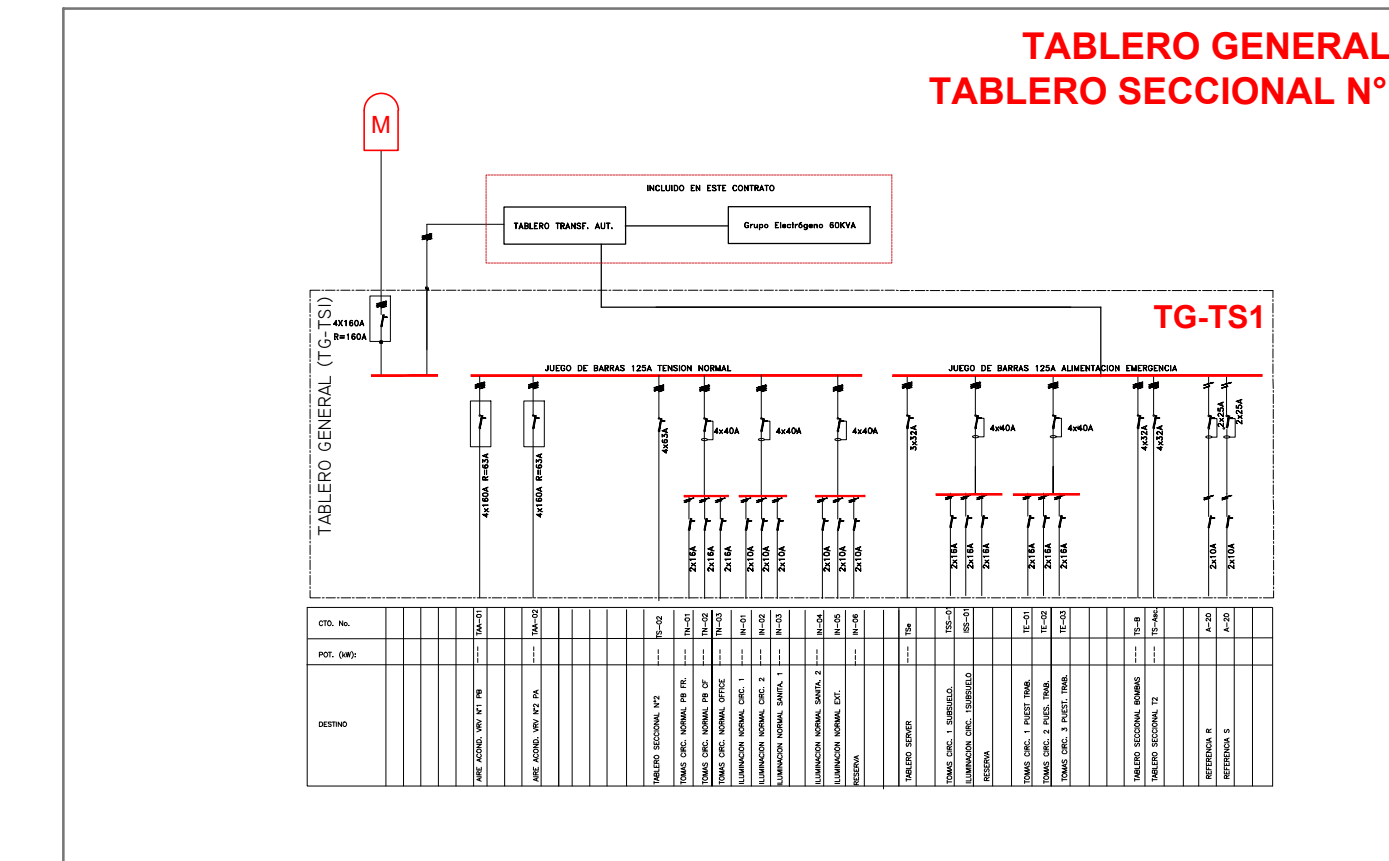 TABLERO GENERAL
TABLERO SECCIONAL N°
M
INCLUIDO EN ESTE CONTRATO
TABLERO TRANSF. AUT.
Grupo Electrógeno 60KVA
TABLERO GENERAL (TG-TSI)
4X160A
R=160A
TG-TS1
JUEGO DE BARRAS 125A TENSION NORMAL
JUEGO DE BARRAS 125A ALIMENTACION EMERGENCIA
4x160A R=63A
4x160A R=63A
4x63A
4x40A
4x40A
4x40A
3x32A
4x40A
4x40A
4x32A
4x32A
2x25A
2x25A
2x16A
2x16A
2x16A
2x10A
2x10A
2x10A
2x10A
2x10A
2x10A
2x16A
2x16A
2x16A
2x16A
2x16A
2x16A
2x10A
2x10A
CTO. No.
TAA-01
TAA-02
TS-02
TN-01
TN-02
TN-03
IN-01
IN-02
IN-03
IN-04
IN-05
IN-06
TSe
TSS-01
ISS-01
TE-01
TE-02
TE-03
TS-B
TS-Asc.
A-20
A-20
POT. (kW):
---
---
---
---
---
---
---
---
---
---
DESTINO
AIRE ACOND. VRV N°1 PB
AIRE ACOND. VRV N°2 PA
TABLERO SECCIONAL N°2
TOMAS CIRC. NORMAL PB FR.
TOMAS CIRC. NORMAL PB CF
TOMAS CIRC. NORMAL OFFICE
ILUMINACION NORMAL CIRC. 1
ILUMINACION NORMAL CIRC. 2
ILUMINACION NORMAL SANITA. 1
ILUMINACION NORMAL SANITA. 2
ILUMINACION NORMAL EXT.
RESERVA
TABLERO SERVER
TOMAS CIRC. 1 SUBSUELO.
ILUMINACION CIRC. 1SUBSUELO
RESERVA
TOMAS CIRC. 1 PUEST TRAB.
TOMAS CIRC. 2 PUES. TRAB.
TOMAS CIRC. 3 PUEST. TRAB.
TABLERO SECCIONAL BOMBAS
TABLERO SECCIONAL T2
REFERENCIA R
REFERENCIA S